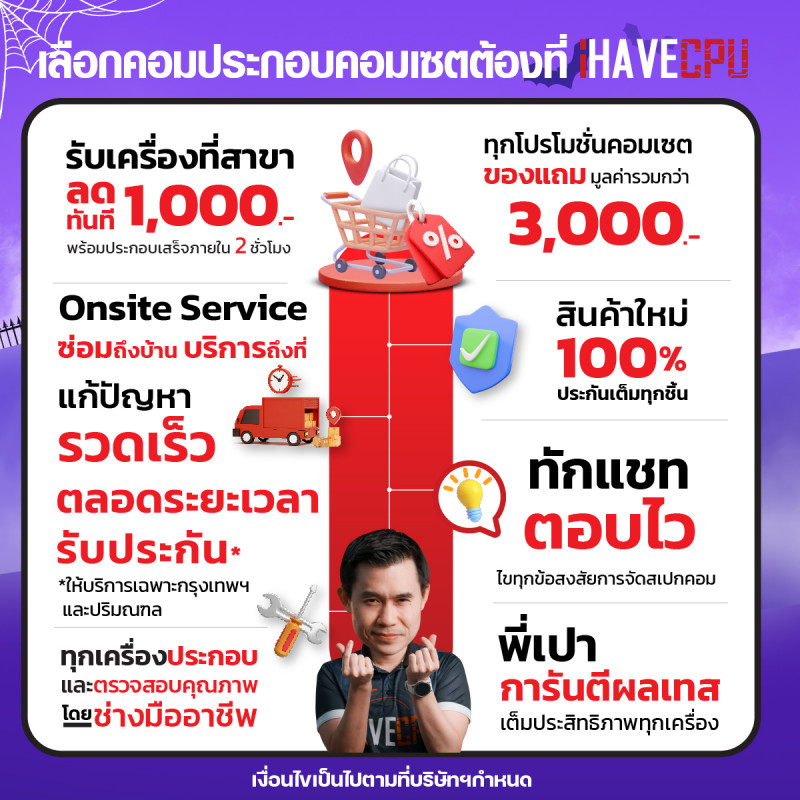 เลือกคอมประกอบคอมเซตต้องที่ iHAVECPU
รับเครื่องที่สาขา
ลดทันที 1,000.-
พร้อมประกอบเสร็จภายใน 2 ชั่วโมง
Onsite Service
ซ่อมถึงบ้าน บริการถึงที่
แก้ปัญหา
รวดเร็ว
ตลอดระยะเวลา
รับประกัน*
*ให้บริการเฉพาะกรุงเทพฯ
และปริมณฑล
ทุกเครื่องประกอบ
และตรวจสอบคุณภาพ
โดยช่างมืออาชีพ
ทุกโปรโมชั่นคอมเซต
ของแถม มูลค่ารวมกว่า
3,000.-
%
สินค้าใหม่
100%
ประกันเต็มทุกชิ้น
ทักแชท
ตอบไว
ไขทุกข้อสงสัยการจัดสเปกคอม
พี่เปา
การันตีผลเทส
เต็มประสิทธิภาพทุกเครื่อง
เงื่อนไขเป็นไปตามที่บริษัทฯกำหนด